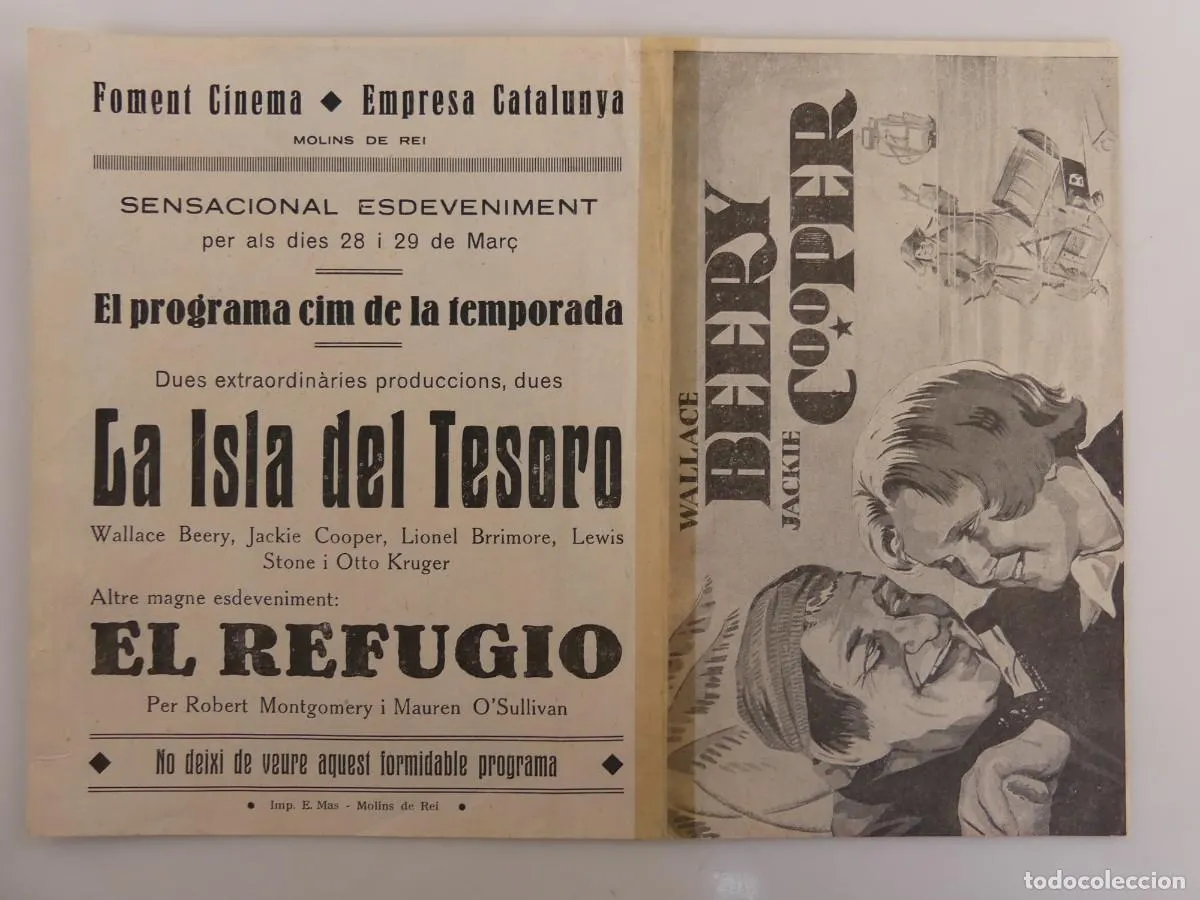 Foment Cinema ◆ Empresa Catalunya
MOLINS DE REI
SENSACIONAL ESDEVENIMENT
per als dies 28 i 29 de Març
El programa cim de la temporada
Dues extraordinàries produccions, dues
La Isla del Tesoro
Wallace Beery, Jackie Cooper, Lionel Brrimore, Lewis
Stone i Otto Kruger
Altre magne esdeveniment:
EL REFUGIO
Per Robert Montgomery i Mauren O'Sullivan
◆ No deixi de veure aquest formidable programa ◆
• Imp. E. Mas - Molins de Rei •
WALLACE
BEERY
JACKIE
COOPER
todocoleccion